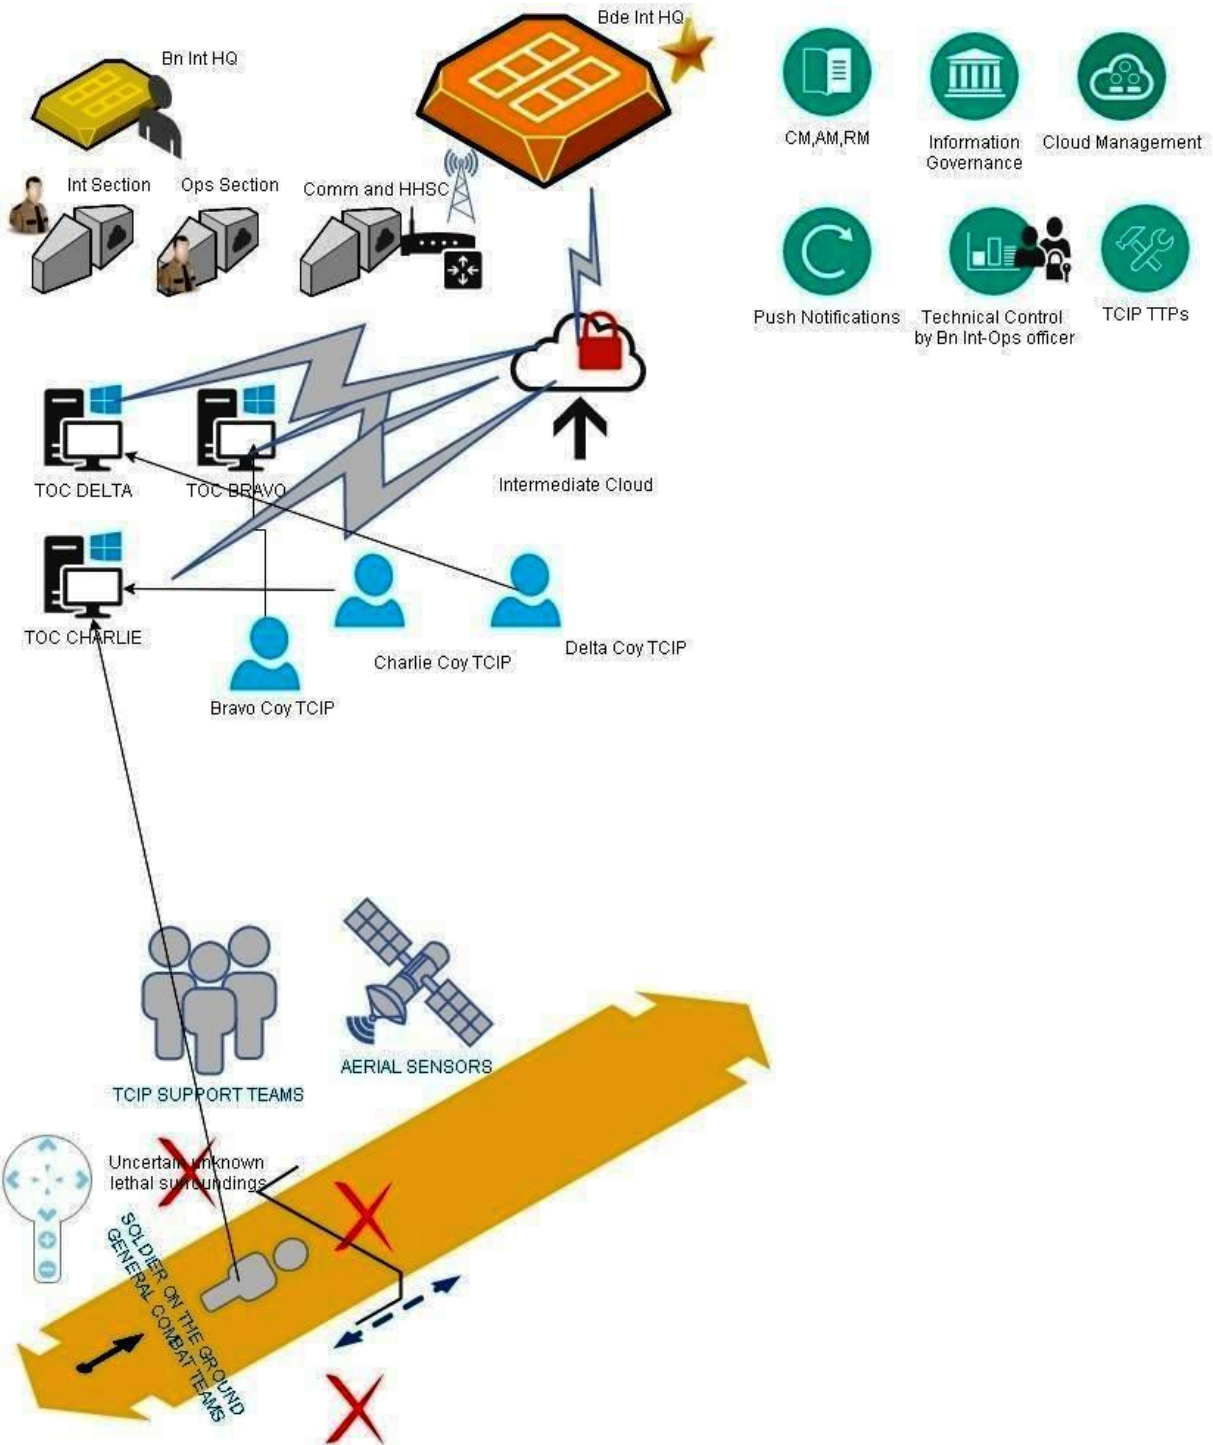 Bde Int HQ
Bn Int HQ
Int Section
Ops Section
Comm and HHSC
CM,AM,RM
Information
Governance
Cloud Management
Push Notifications
Technical Control
by Bn Int-Ops officer
TCIP TTPs
TOC DELTA
TOC BRAVO
Intermediate Cloud
TOC CHARLIE
Charlie Coy TCIP
Delta Coy TCIP
Bravo Coy TCIP
AERIAL SENSORS
TCIP SUPPORT TEAMS
Uncertain unknown
lethal surroundings
SOLDIER ON THE GROUND
GENERAL COMBAT TEAMS